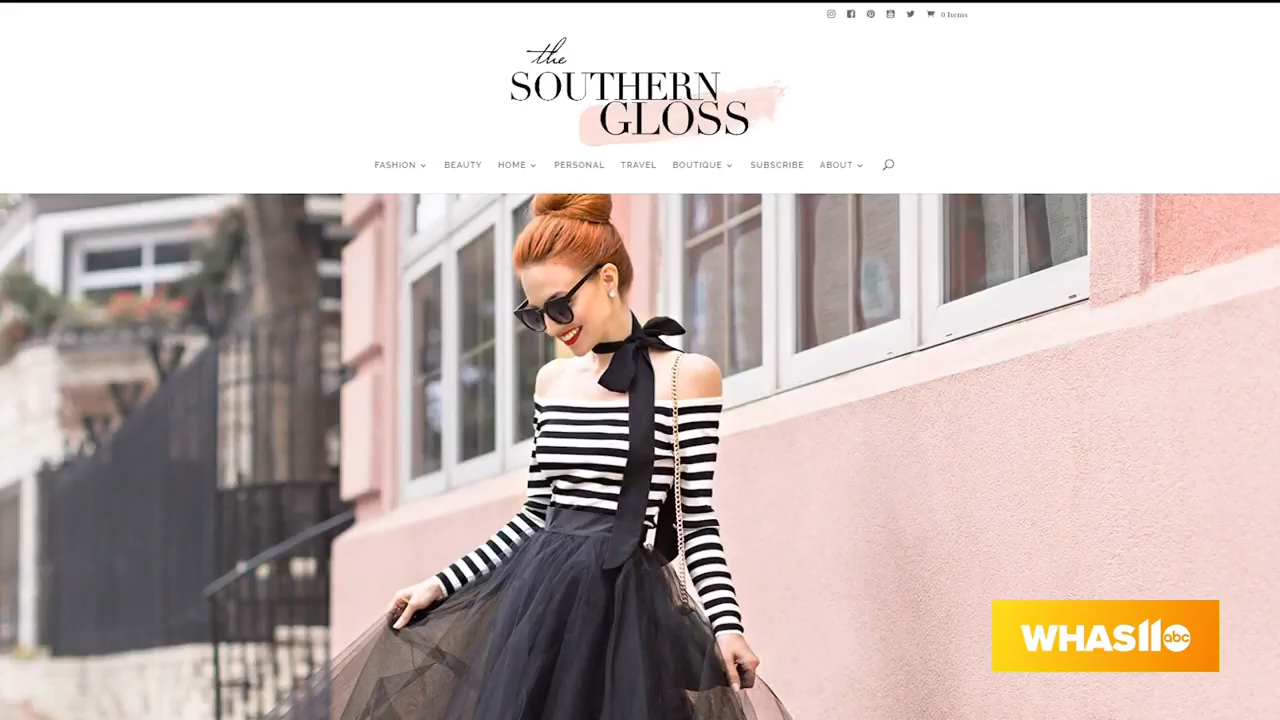 0 Items
the
SOUTHERN
GLOSS
FASHION BEAUTY HOME PERSONAL TRAVEL BOUTIQUE SUBSCRIBE ABOUT
WHAS11 abc